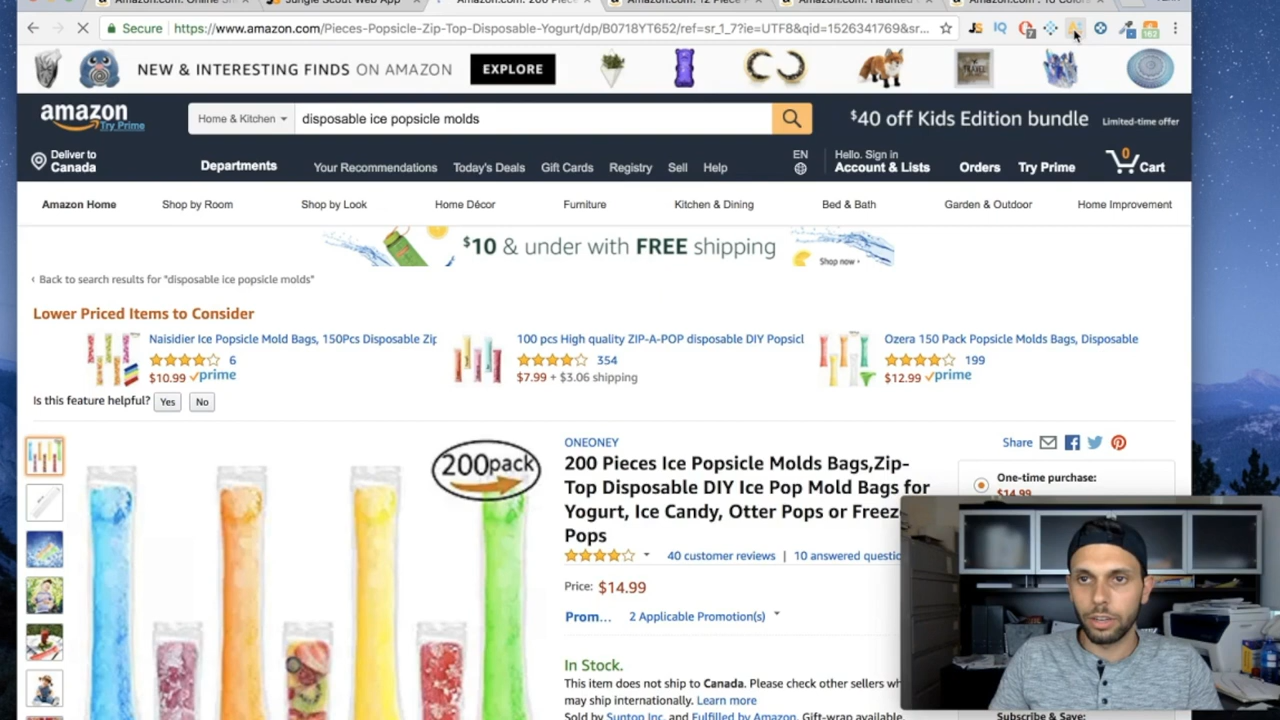 Secure
https://www.amazon.com/Pieces-Popsicle-Zip-Top-Disposable-Yogurt/dp/B0718YT652/ref=sr_1_7?ie=UTF8&qid=1526341769&sr...
IQ
7
162
NEW & INTERESTING FINDS ON AMAZON
EXPLORE
TRAVEL
amazon
Try Prime
Home & Kitchen
disposable ice popsicle molds
$40 off Kids Edition bundle
Limited-time offer
Deliver to
Canada
Departments
Your Recommendations
Today's Deals
Gift Cards
Registry
Sell
Help
EN
Hello. Sign in
Account & Lists
Orders
Try Prime
0
Cart
Amazon Home
Shop by Room
Shop by Look
Home Décor
Furniture
Kitchen & Dining
Bed & Bath
Garden & Outdoor
Home Improvement
$10 & under with FREE shipping
Shop now ›
‹ Back to search results for "disposable ice popsicle molds"
Lower Priced Items to Consider
Naisidier Ice Popsicle Mold Bags, 150Pcs Disposable Zip
6
$10.99 prime
100 pcs High quality ZIP-A-POP disposable DIY Popsicl
354
$7.99 + $3.06 shipping
Ozera 150 Pack Popsicle Molds Bags, Disposable
199
$12.99 prime
Is this feature helpful? Yes No
200pack
ONEONEY
200 Pieces Ice Popsicle Molds Bags,Zip-
Top Disposable DIY Ice Pop Mold Bags for
Yogurt, Ice Candy, Otter Pops or Freeze
Pops
40 customer reviews | 10 answered questio
Price: $14.99
Prom... 2 Applicable Promotion(s)
In Stock.
This item does not ship to Canada. Please check other sellers wh
may ship internationally. Learn more
Sold by Suntop Inc. and Fulfilled by Amazon. Gift-wrap available.
Share
One-time purchase:
$14.99
Subscribe & Save: